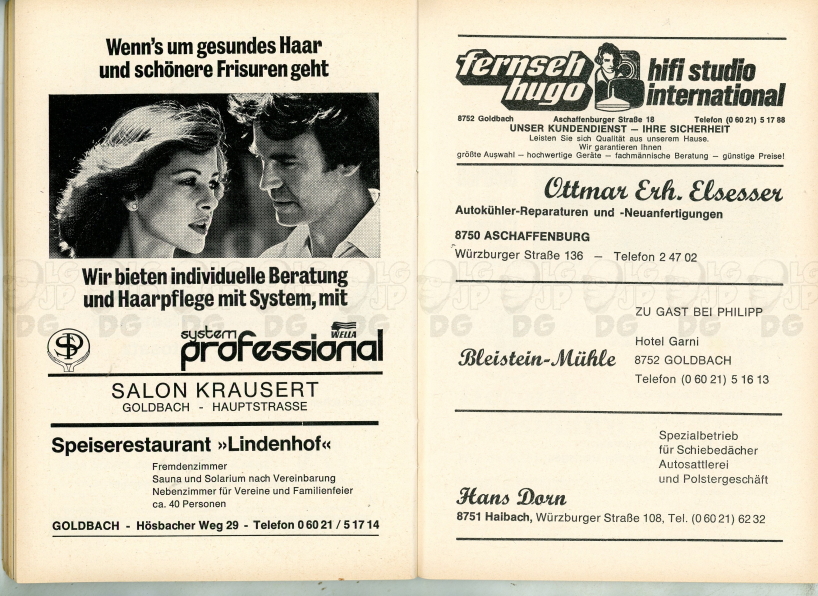 Wenn's um gesundes Haar
und schönere Frisuren geht
Wir bieten individuelle Beratung
und Haarpflege mit System, mit
system
professional
WELLA
SP
SALON KRAUSERT
GOLDBACH - HAUPTSTRASSE
Speiserestaurant »Lindenhof«
Fremdenzimmer
Sauna und Solarium nach Vereinbarung
Nebenzimmer für Vereine und Familienfeier
ca. 40 Personen
GOLDBACH - Hösbacher Weg 29 - Telefon 0 60 21 / 5 17 14
fernseh
hugo
hifi studio
international
8752 Goldbach Aschaffenburger Straße 18 Telefon (0 60 21) 5 17 88
UNSER KUNDENDIENST — IHRE SICHERHEIT
Leisten Sie sich Qualität aus unserem Hause.
Wir garantieren Ihnen
größte Auswahl — hochwertige Geräte — fachmännische Beratung — günstige Preise!
Ottmar Erh. Elsesser
Autokühler-Reparaturen und -Neuanfertigungen
8750 ASCHAFFENBURG
Würzburger Straße 136 — Telefon 2 47 02
ZU GAST BEI PHILIPP
Bleistein-Mühle
Hotel Garni
8752 GOLDBACH
Telefon (0 60 21) 5 16 13
Spezialbetrieb
für Schiebedächer
Autosattlerei
und Polstergeschäft
Hans Dorn
8751 Haibach, Würzburger Straße 108, Tel. (0 60 21) 62 32
LG JP DG